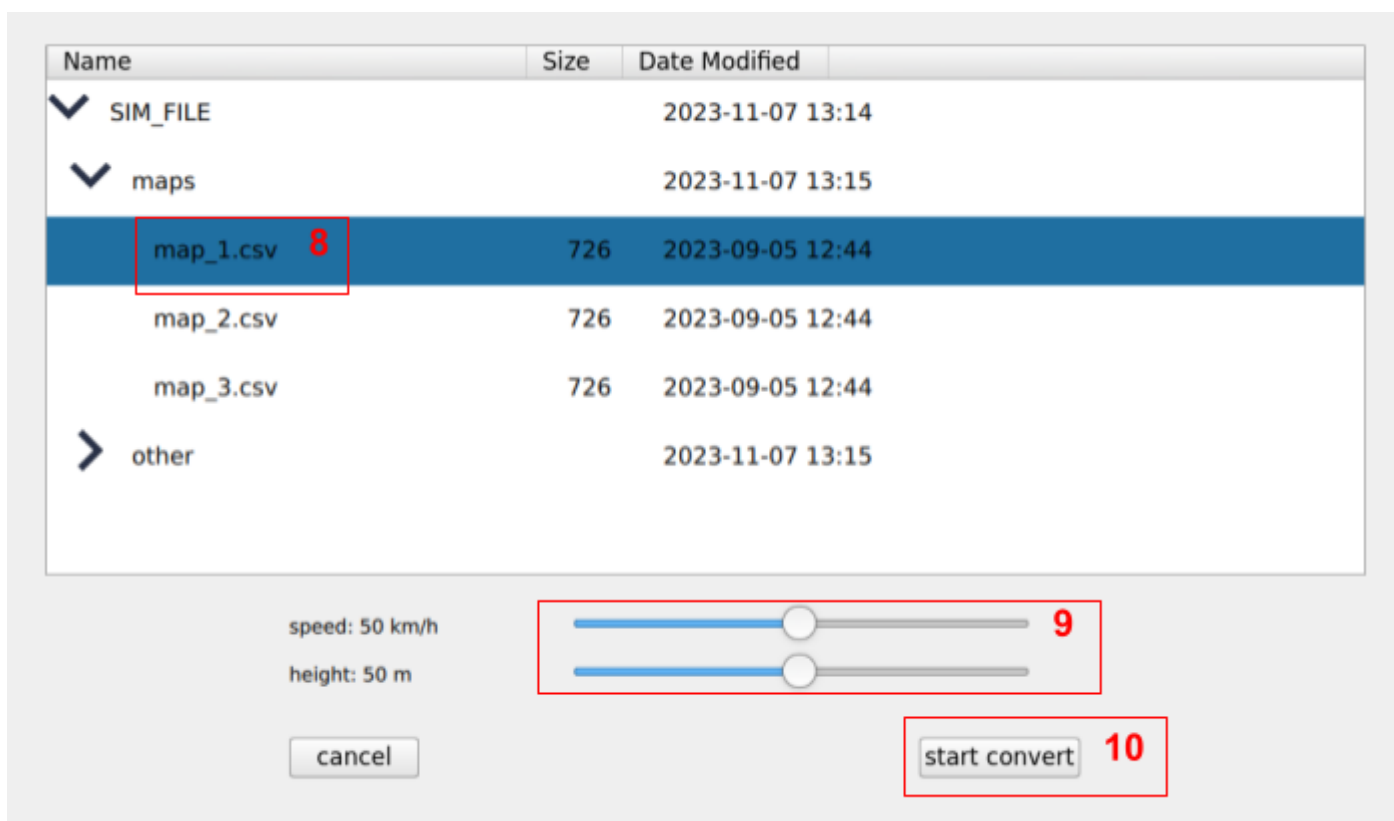 Name Size Date Modified
SIM_FILE 2023-11-07 13:14
maps 2023-11-07 13:15
map_1.csv 8 726 2023-09-05 12:44
map_2.csv 726 2023-09-05 12:44
map_3.csv 726 2023-09-05 12:44
other 2023-11-07 13:15
speed: 50 km/h 9
height: 50 m
cancel start convert 10